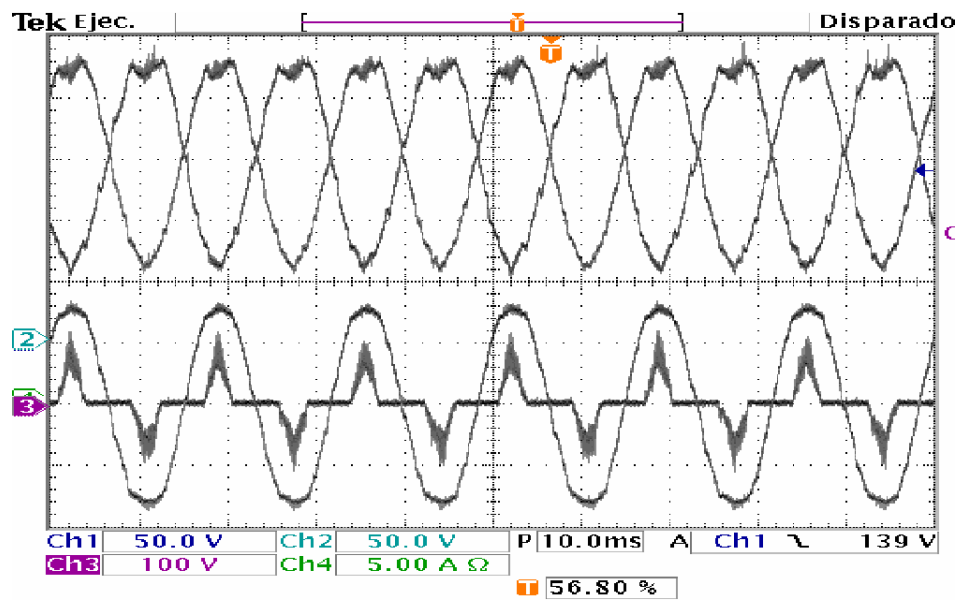 Tek Ejec. T Disparado
T
C
2
3
Ch1 50.0 V Ch2 50.0 V P 10.0ms A Ch1 139 V
Ch3 100 V Ch4 5.00 A Ω
T 56.80 %